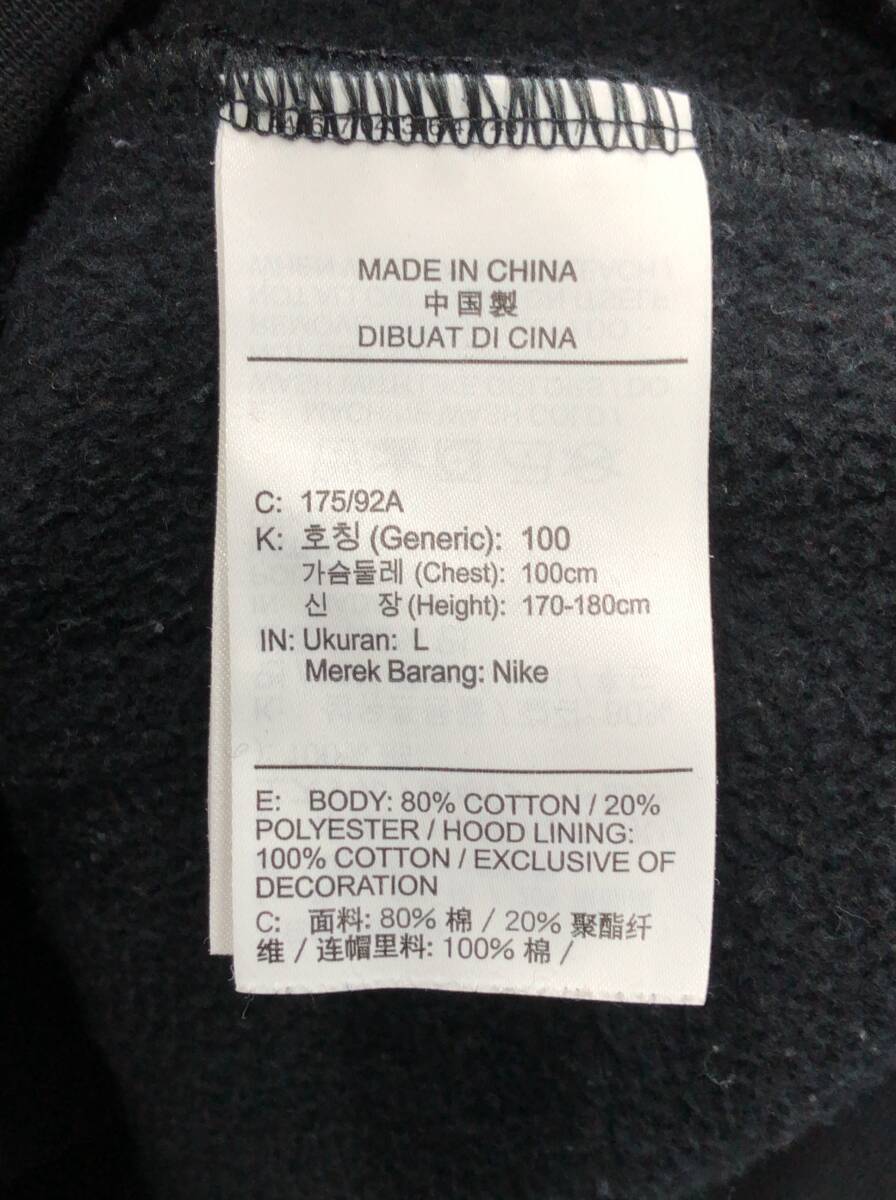 MADE IN CHINA
中国製
DIBUAT DI CINA
C: 175/92A
K: 호칭 (Generic): 100
가슴둘레 (Chest): 100cm
신 장 (Height): 170-180cm
IN: Ukuran: L
Merek Barang: Nike
E: BODY: 80% COTTON / 20%
POLYESTER / HOOD LINING:
100% COTTON / EXCLUSIVE OF
DECORATION
C: 面料: 80% 棉 / 20% 聚酯纤
维 / 连帽里料: 100% 棉 /